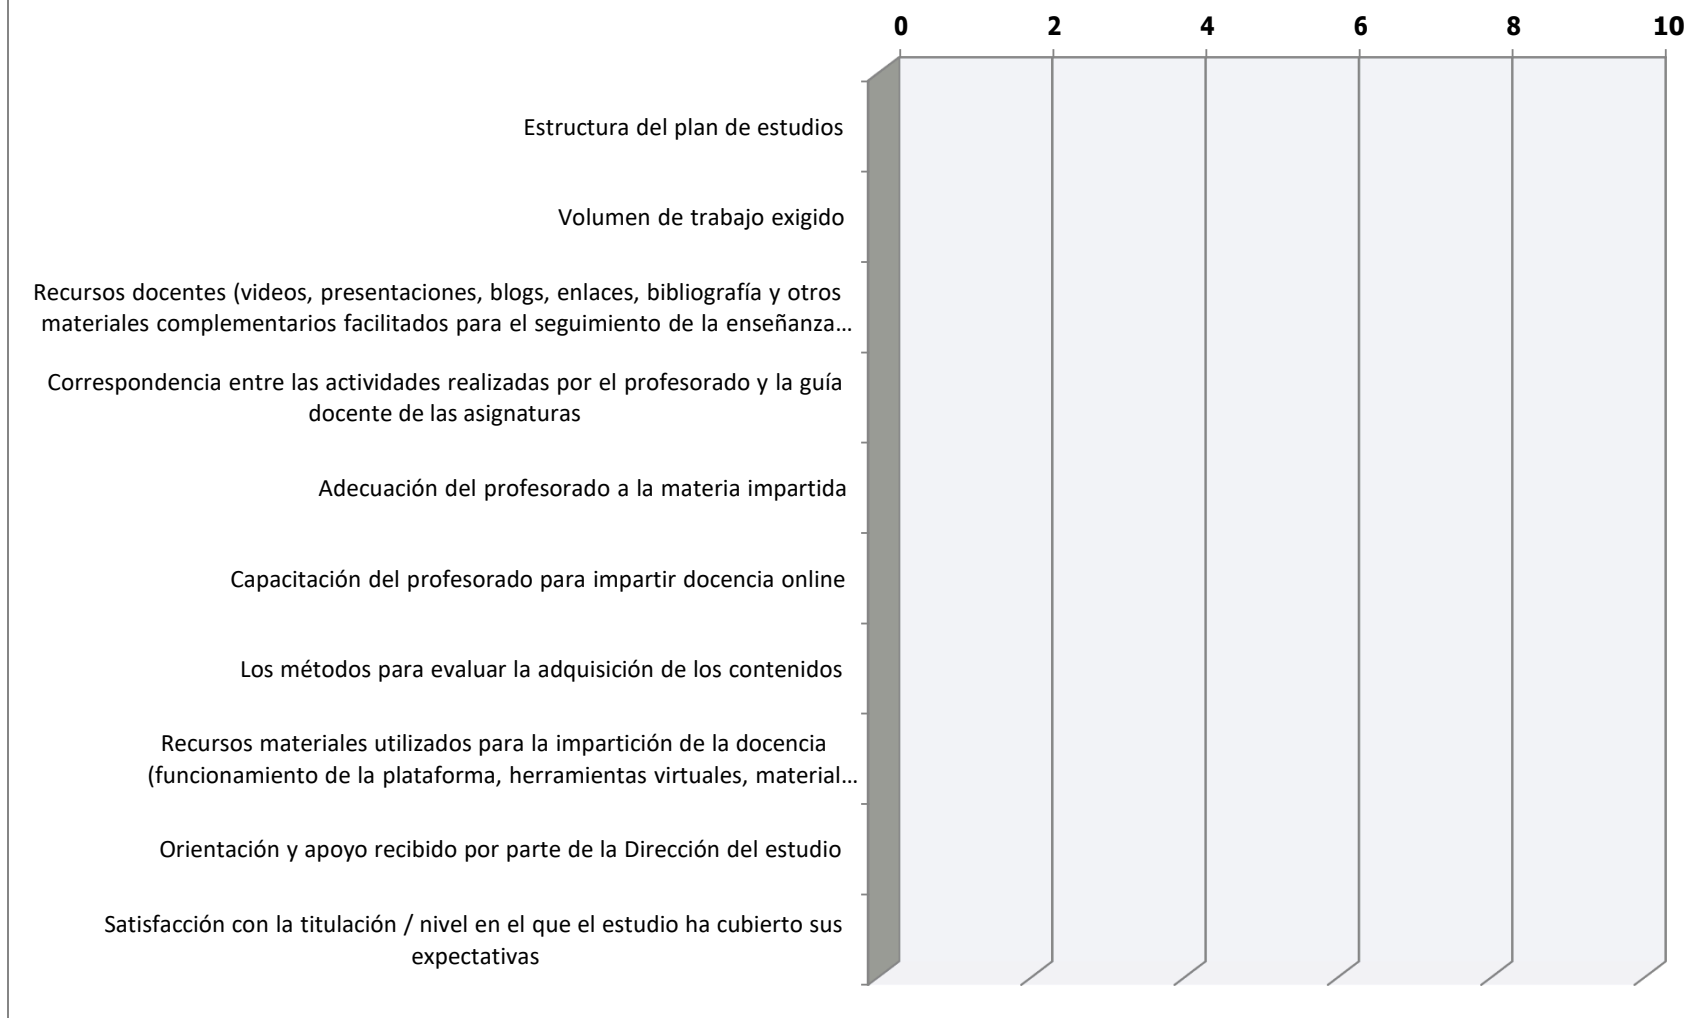 0 2 4 6 8 10
Estructura del plan de estudios
Volumen de trabajo exigido
Recursos docentes (videos, presentaciones, blogs, enlaces, bibliografía y otros
materiales complementarios facilitados para el seguimiento de la enseñanza...
Correspondencia entre las actividades realizadas por el profesorado y la guía
docente de las asignaturas
Adecuación del profesorado a la materia impartida
Capacitación del profesorado para impartir docencia online
Los métodos para evaluar la adquisición de los contenidos
Recursos materiales utilizados para la impartición de la docencia
(funcionamiento de la plataforma, herramientas virtuales, material...
Orientación y apoyo recibido por parte de la Dirección del estudio
Satisfacción con la titulación / nivel en el que el estudio ha cubierto sus
expectativas